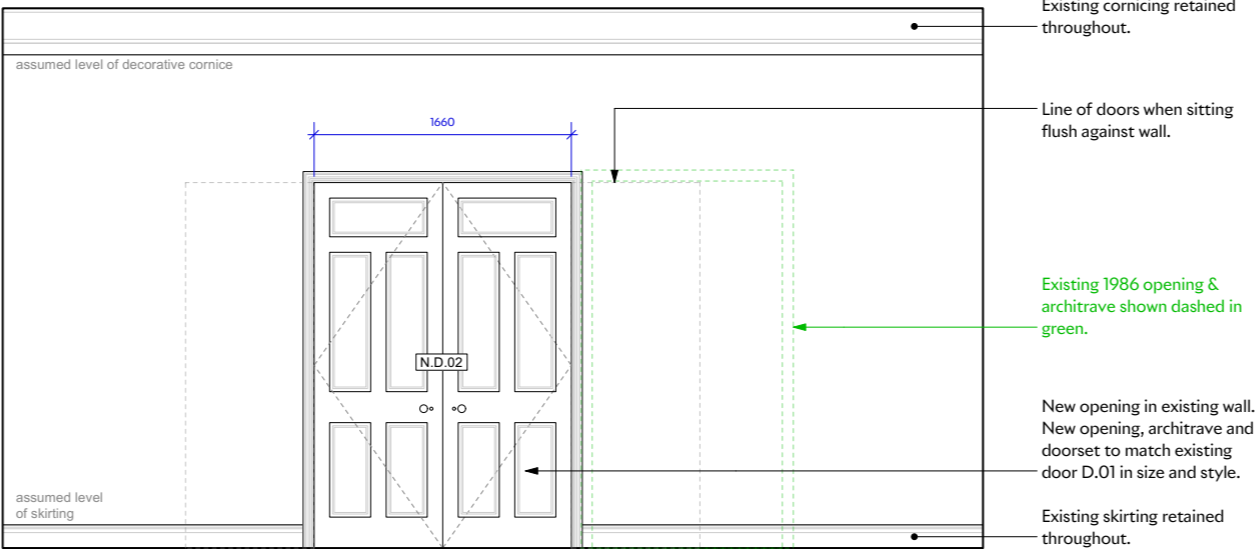 Existing cornicing retained
throughout.
assumed level of decorative cornice
Line of doors when sitting
flush against wall.
1660
Existing 1986 opening &
architrave shown dashed in
green.
N.D.02
New opening in existing wall.
New opening, architrave and
doorset to match existing
door D.01 in size and style.
assumed level
of skirting
Existing skirting retained
throughout.